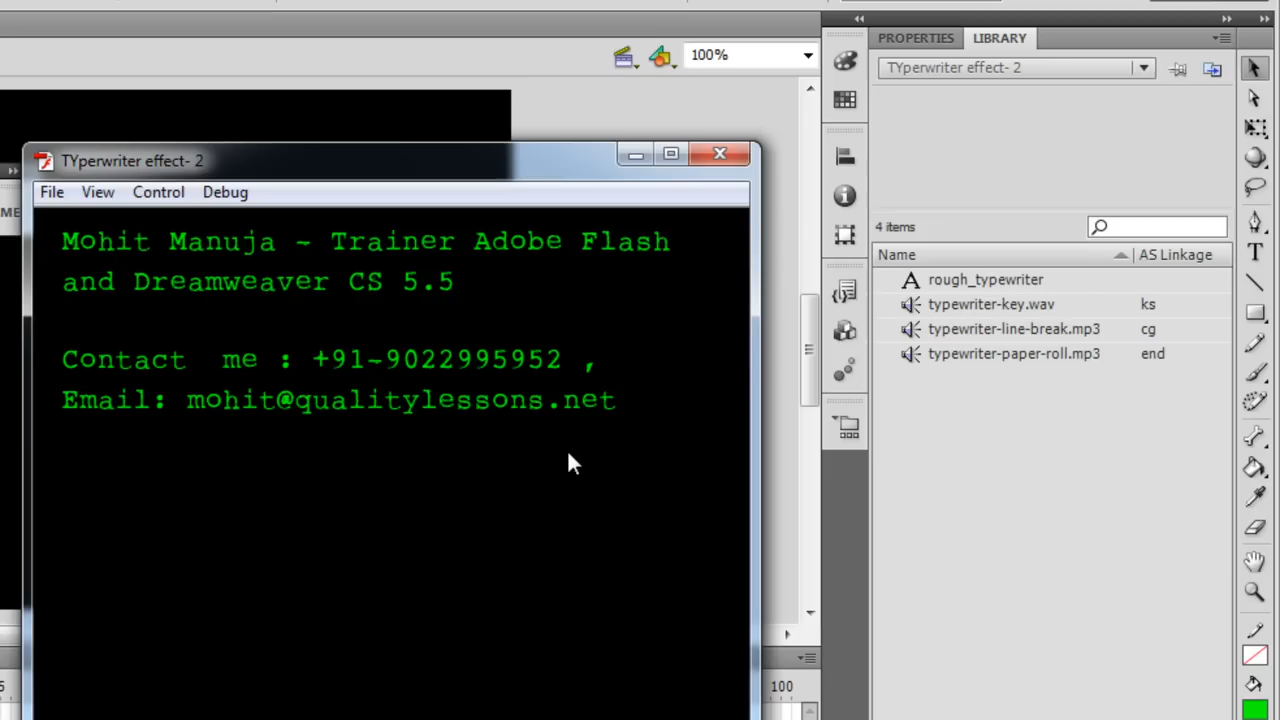 100%
PROPERTIES
LIBRARY
TYperwriter effect- 2
4 items
Name
AS Linkage
rough_typewriter
typewriter-key.wav ks
typewriter-line-break.mp3 cg
typewriter-paper-roll.mp3 end
TYperwriter effect- 2
File View Control Debug
Mohit Manuja - Trainer Adobe Flash
and Dreamweaver CS 5.5
Contact me : +91-9022995952 ,
Email: mohit@qualitylessons.net
ME
5
100